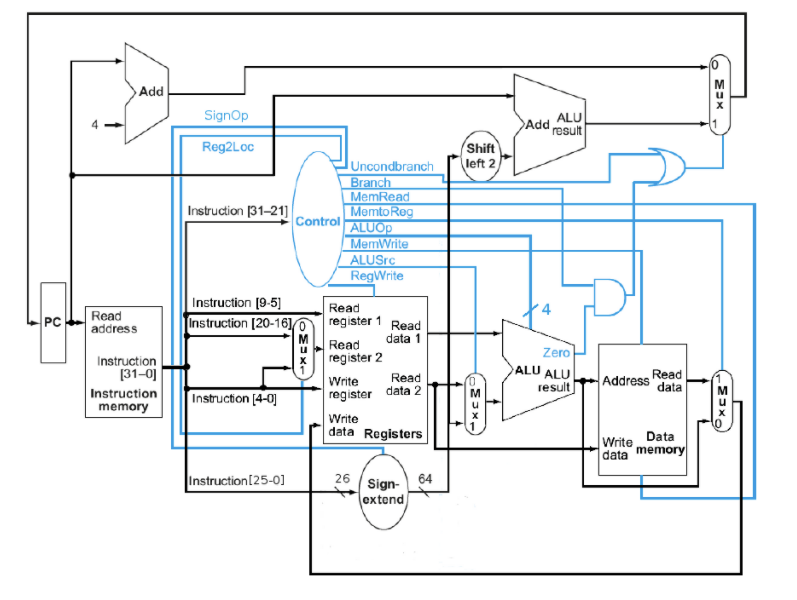 0
Mux
1
Add
4
SignOp
Reg2Loc
Add
ALU
result
Shift
left 2
Uncondbranch
Branch
MemRead
MemtoReg
ALUOp
MemWrite
ALUSrc
RegWrite
Control
Instruction [31–21]
PC
Read
address
Instruction
[31–0]
Instruction
memory
Instruction [9-5]
Instruction [20-16]
0
Mux
1
Instruction [4-0]
Read
register 1
Read
register 2
Write
register
Write
data
Read
data 1
Read
data 2
Registers
0
Mux
1
4
Zero
ALU
ALU
result
Address
Read
data
Write
data
Data
memory
1
Mux
0
Instruction[25-0]
26
Sign-
extend
64